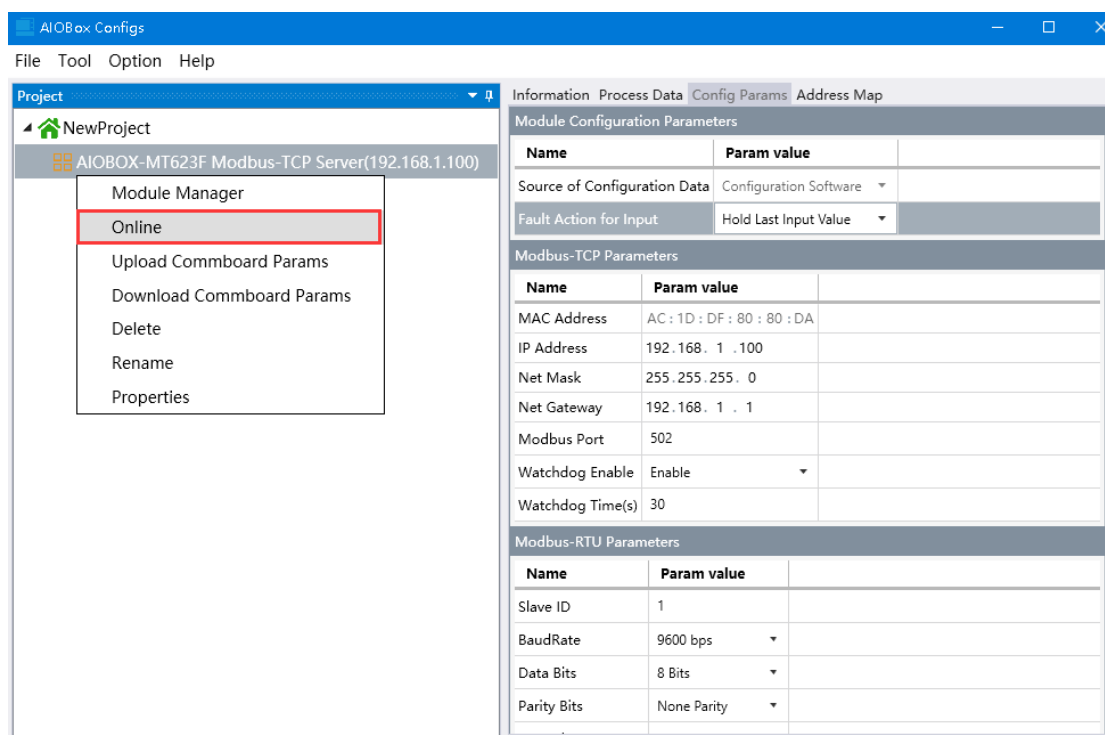 AIOBox Configs
File Tool Option Help
Project
NewProject
AIOBOX-MT623F Modbus-TCP Server(192.168.1.100)
Module Manager
Online
Upload Commboard Params
Download Commboard Params
Delete
Rename
Properties
Information Process Data Config Params Address Map
Module Configuration Parameters
Name Param value
Source of Configuration Data Configuration Software
Fault Action for Input Hold Last Input Value
Modbus-TCP Parameters
Name Param value
MAC Address AC : 1D : DF : 80 : 80 : DA
IP Address 192.168. 1 .100
Net Mask 255.255.255. 0
Net Gateway 192.168. 1 . 1
Modbus Port 502
Watchdog Enable Enable
Watchdog Time(s) 30
Modbus-RTU Parameters
Name Param value
Slave ID 1
BaudRate 9600 bps
Data Bits 8 Bits
Parity Bits None Parity